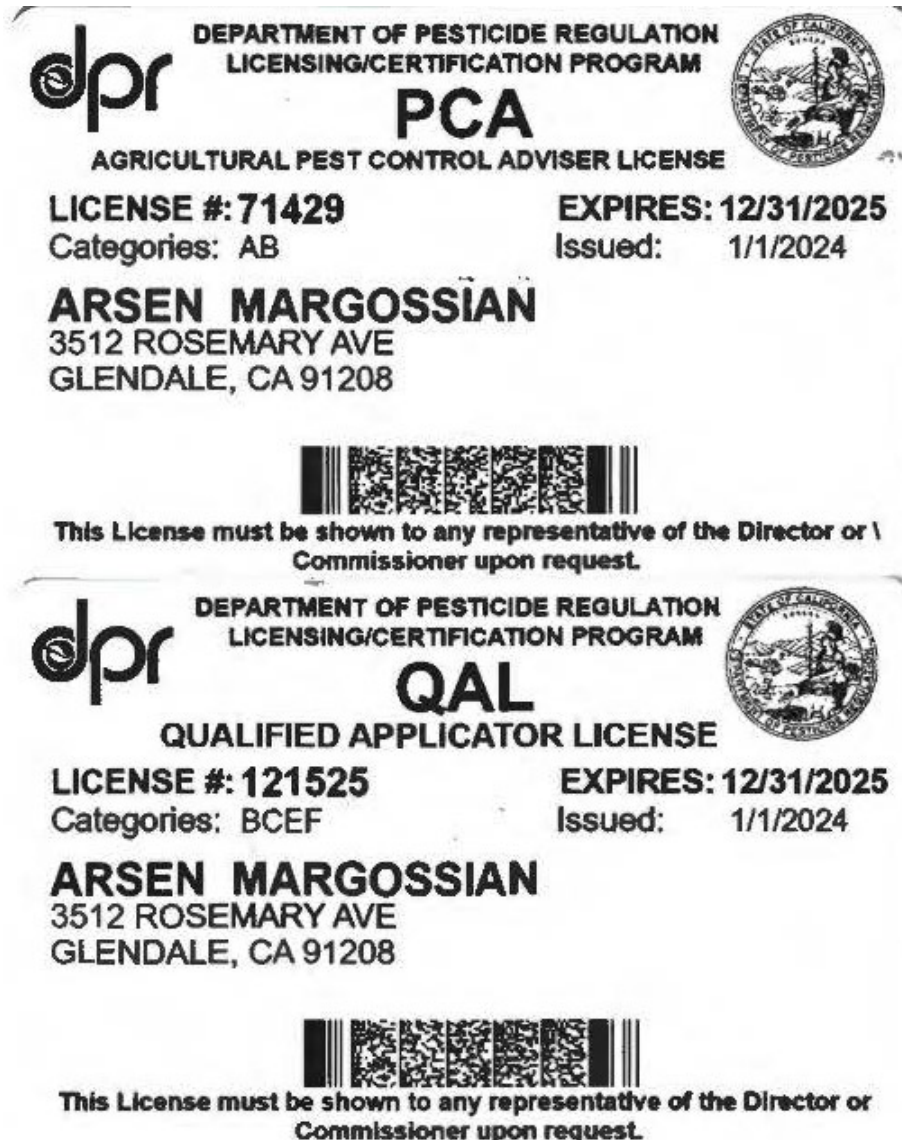 dpr
DEPARTMENT OF PESTICIDE REGULATION
LICENSING/CERTIFICATION PROGRAM
PCA
AGRICULTURAL PEST CONTROL ADVISER LICENSE
LICENSE #: 71429 EXPIRES: 12/31/2025
Categories: AB Issued: 1/1/2024
ARSEN MARGOSSIAN
3512 ROSEMARY AVE
GLENDALE, CA 91208
This License must be shown to any representative of the Director or \
Commissioner upon request.
dpr
DEPARTMENT OF PESTICIDE REGULATION
LICENSING/CERTIFICATION PROGRAM
QAL
QUALIFIED APPLICATOR LICENSE
LICENSE #: 121525 EXPIRES: 12/31/2025
Categories: BCEF Issued: 1/1/2024
ARSEN MARGOSSIAN
3512 ROSEMARY AVE
GLENDALE, CA 91208
This License must be shown to any representative of the Director or
Commissioner upon request.